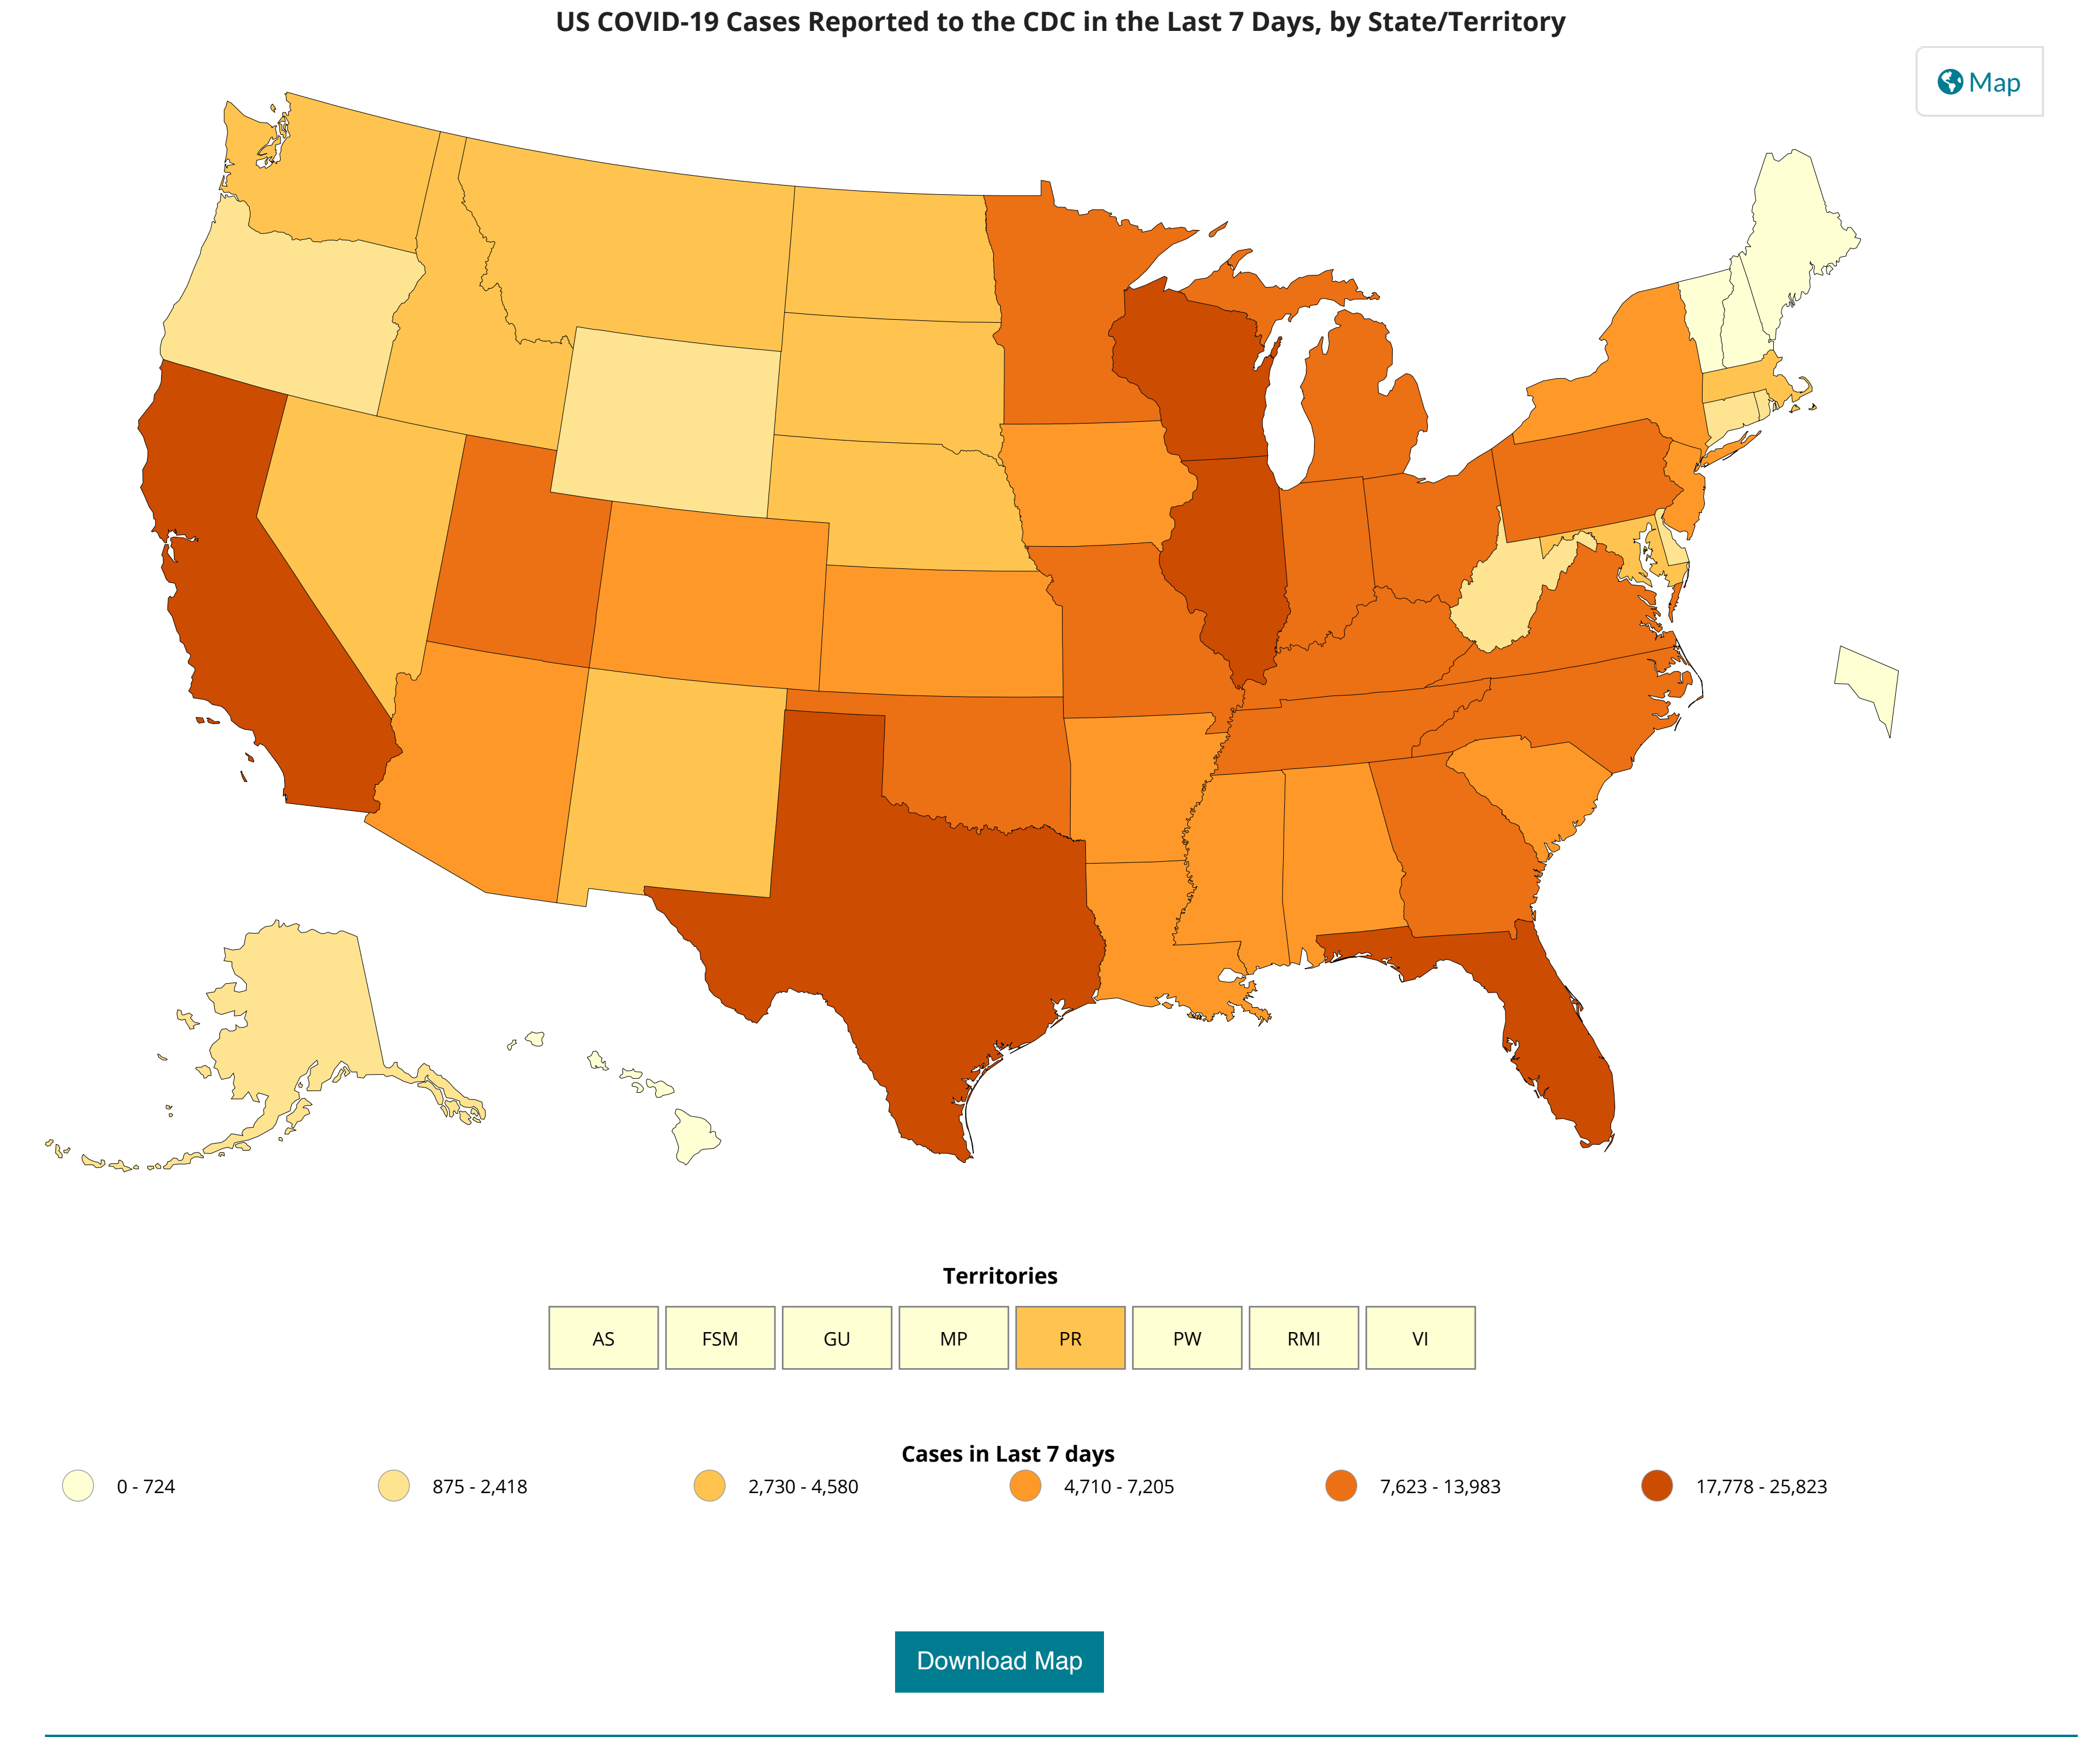 US COVID-19 Cases Reported to the CDC in the Last 7 Days, by State/Territory
Map
Territories
AS FSM GU MP PR PW RMI VI
Cases in Last 7 days
0 - 724 875 - 2,418 2,730 - 4,580 4,710 - 7,205 7,623 - 13,983 17,778 - 25,823
Download Map